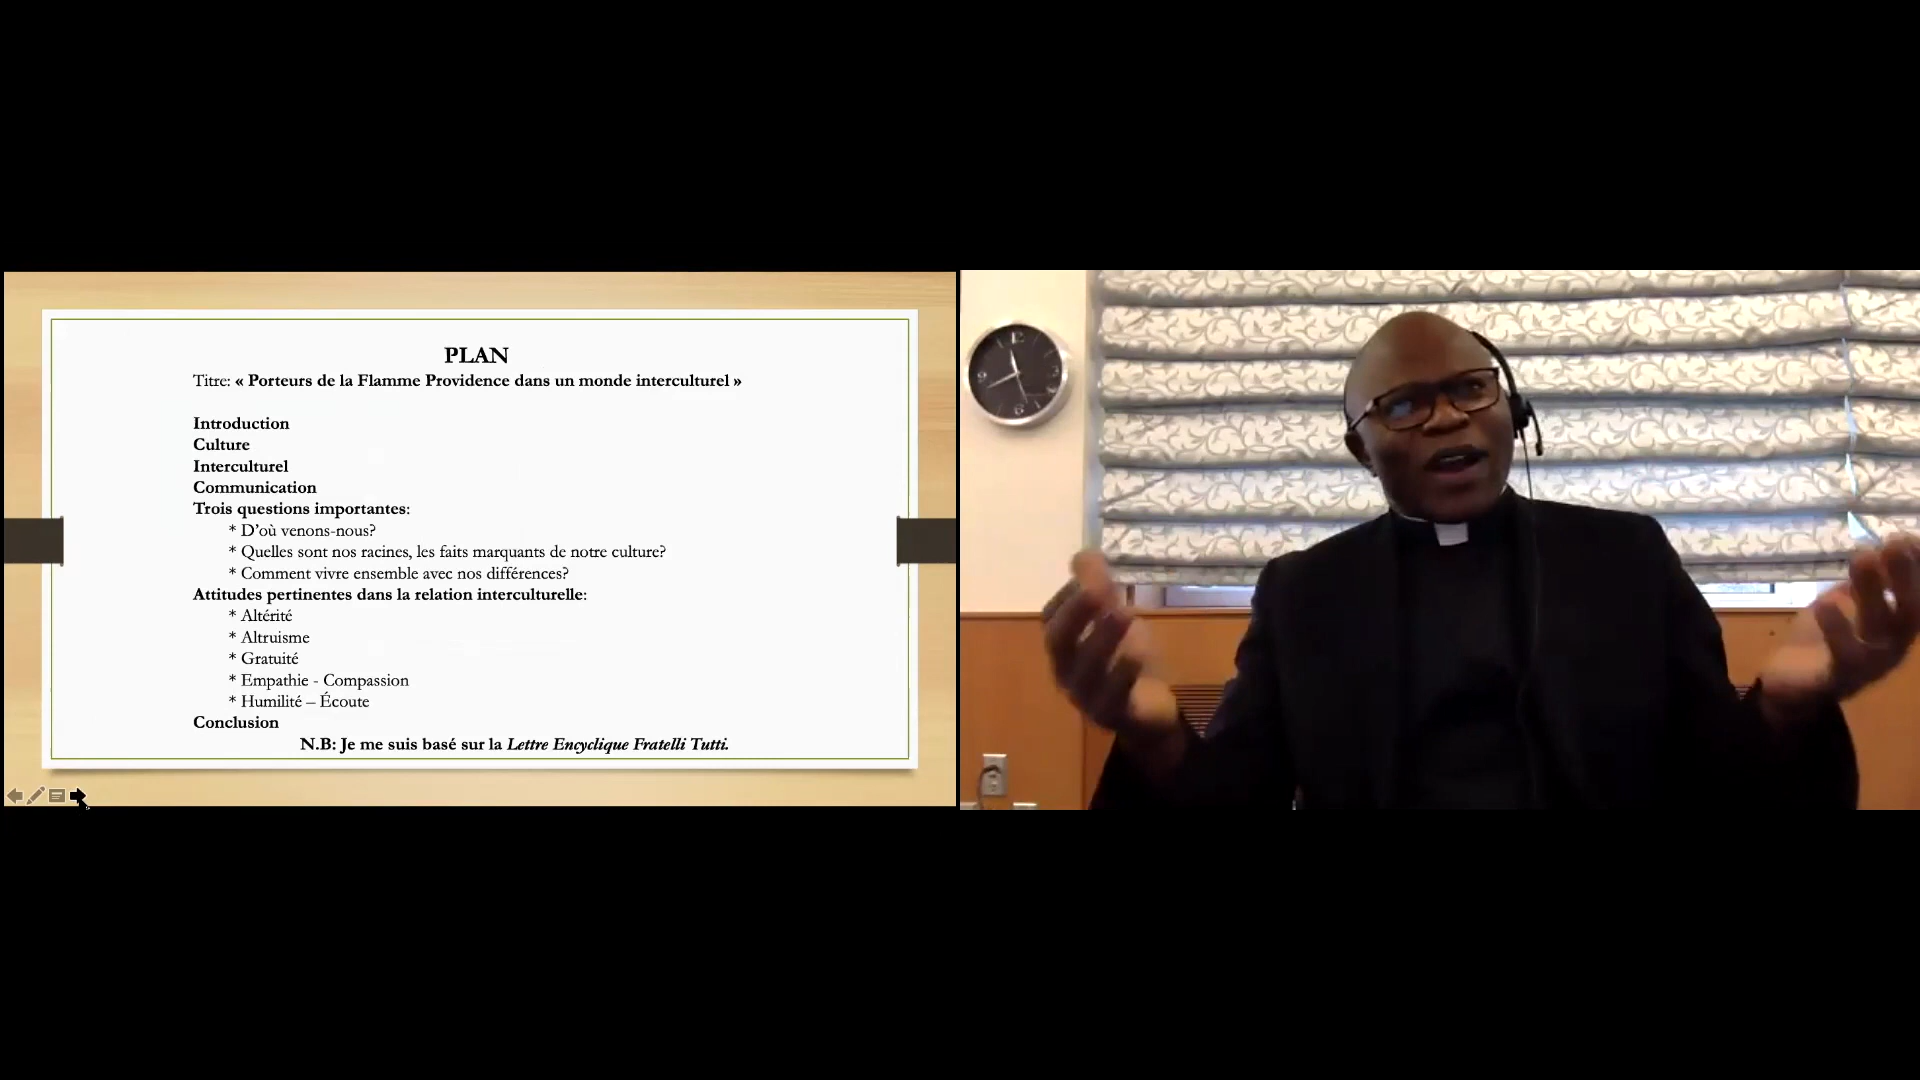 PLAN
Titre: « Porteurs de la Flamme Providence dans un monde interculturel »
Introduction
Culture
Interculturel
Communication
Trois questions importantes:
* D’où venons-nous?
* Quelles sont nos racines, les faits marquants de notre culture?
* Comment vivre ensemble avec nos différences?
Attitudes pertinentes dans la relation interculturelle:
* Altérité
* Altruisme
* Gratuité
* Empathie - Compassion
* Humilité – Écoute
Conclusion
N.B: Je me suis basé sur la Lettre Encyclique Fratelli Tutti.